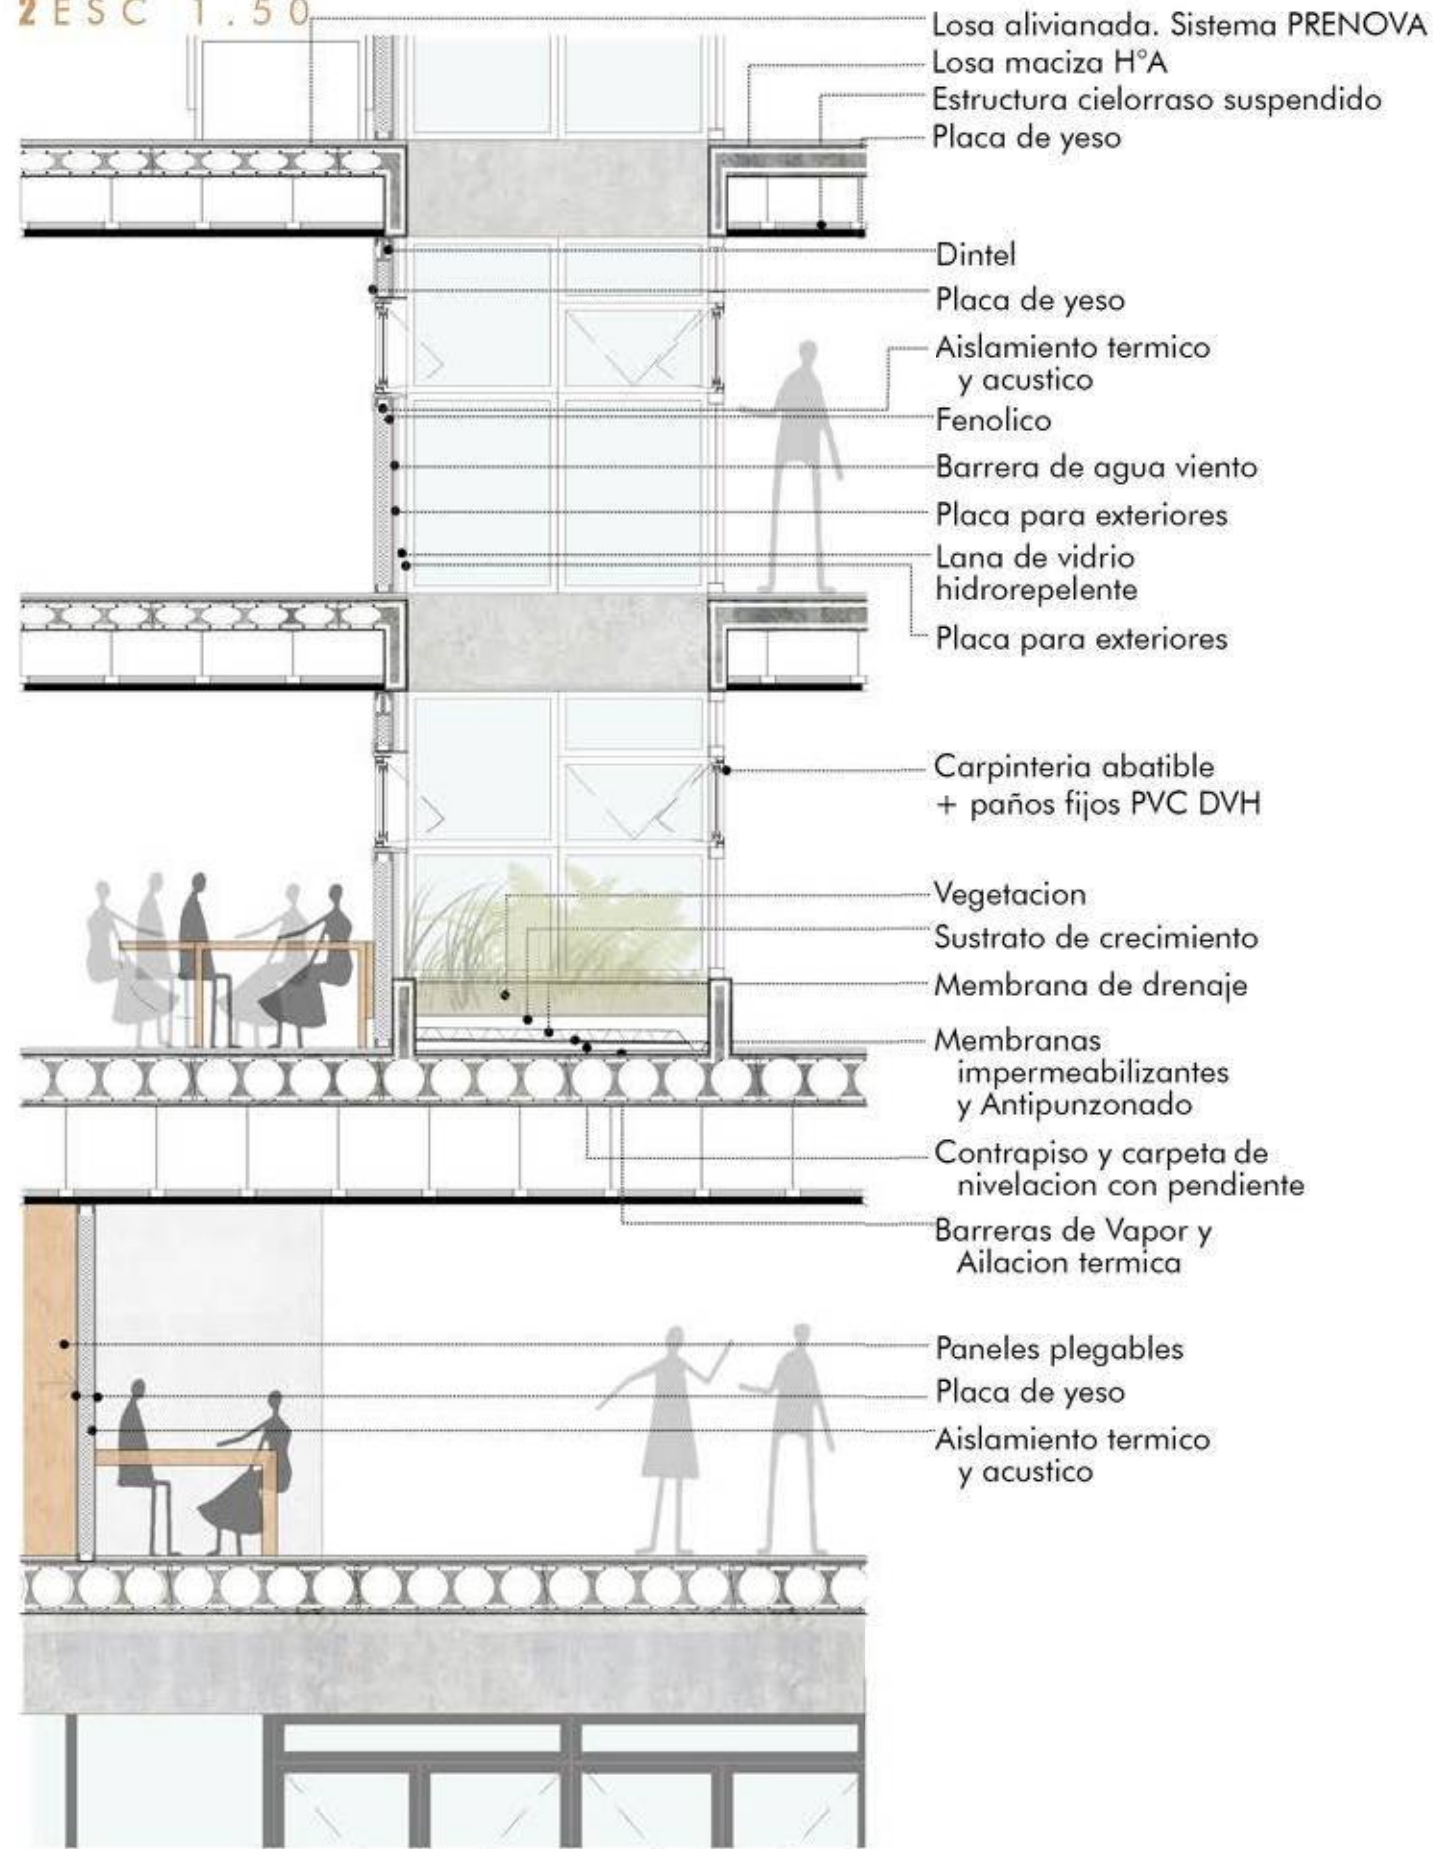 2 ESC 1.50
Losa alivianada. Sistema PRENOVA
Losa maciza H°A
Estructura cielorraso suspendido
Placa de yeso
Dintel
Placa de yeso
Aislamiento termico
y acustico
Fenolico
Barrera de agua viento
Placa para exteriores
Lana de vidrio
hidrorepelente
Placa para exteriores
Carpinteria abatible
+ paños fijos PVC DVH
Vegetacion
Sustrato de crecimiento
Membrana de drenaje
Membranas
impermeabilizantes
y Antipunzonado
Contrapiso y carpeta de
nivelacion con pendiente
Barreras de Vapor y
Ailacion termica
Paneles plegables
Placa de yeso
Aislamiento termico
y acustico